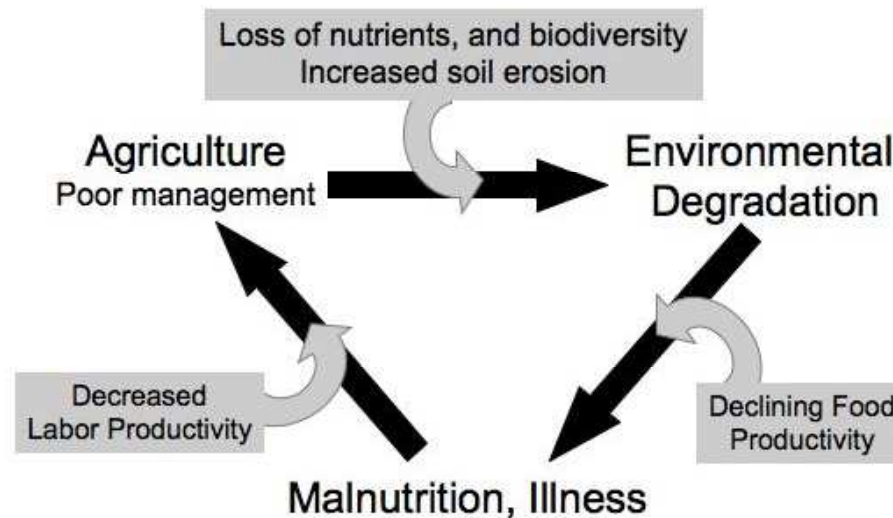 Loss of nutrients, and biodiversity
Increased soil erosion
Agriculture
Poor management
Environmental
Degradation
Decreased
Labor Productivity
Declining Food
Productivity
Malnutrition, Illness